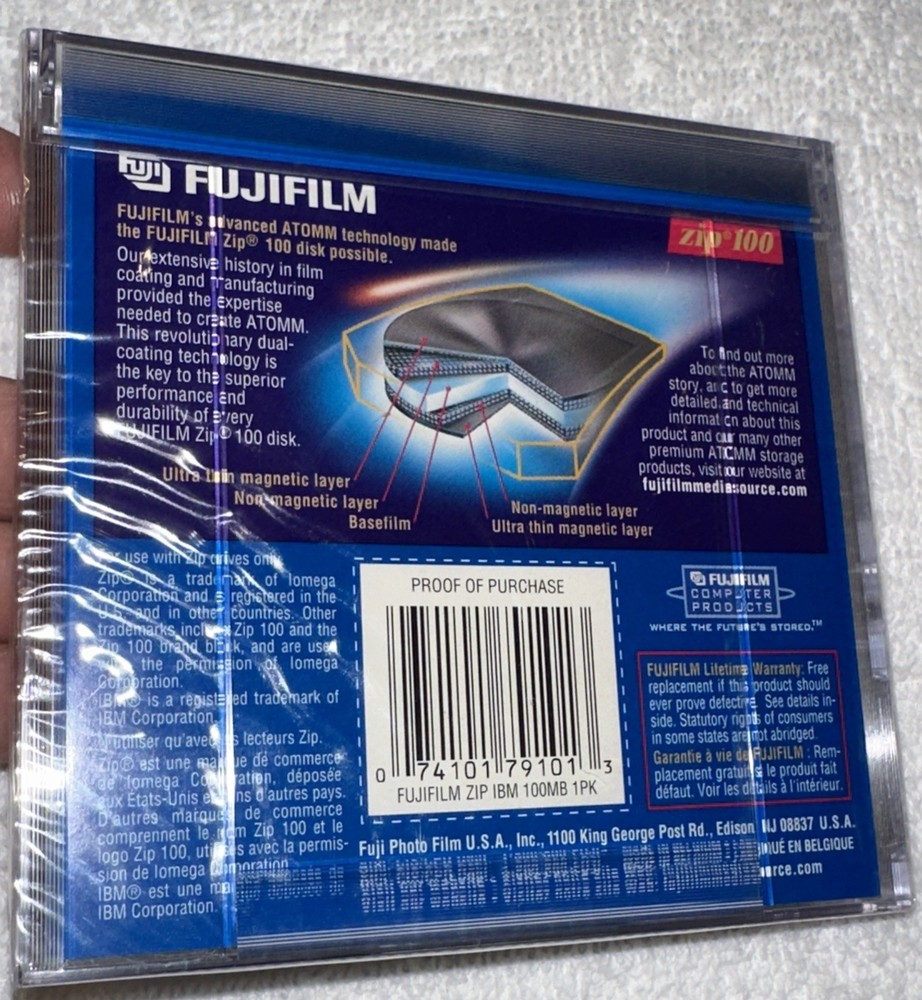 Fuji FUJIFILM
FUJIFILM's advanced ATOMM technology made
the FUJIFILM Zip® 100 disk possible.
zip® 100
Our extensive history in film
coating and manufacturing
provided the expertise
needed to create ATOMM.
This revolutionary dual-
coating technology is
the key to the superior
performance and
durability of every
FUJIFILM Zip® 100 disk.
To find out more
about the ATOMM
story, and to get more
detailed and technical
information about this
product and our many other
premium ATOMM storage
products, visit our website at
fujifilmmediasource.com
Ultra thin magnetic layer
Non-magnetic layer
Basefilm
Non-magnetic layer
Ultra thin magnetic layer
For use with Zip drives only
Zip® is a trademark of Iomega
Corporation and is registered in the
U.S. and in other countries. Other
trademarks include Zip 100 and the
Zip 100 brand block, and are used
with the permission of Iomega
Corporation.
IBM® is a registered trademark of
IBM Corporation.
À utiliser qu'avec les lecteurs Zip.
Zip® est une marque de commerce
de Iomega Corporation, déposée
aux États-Unis et dans d'autres pays.
D'autres marques de commerce
comprennent le nom Zip 100 et le
logo Zip 100, utilisés avec la permis-
sion de Iomega Corporation.
IBM® est une
IBM Corporation.
PROOF OF PURCHASE
0 74101 79101 3
FUJIFILM ZIP IBM 100MB 1PK
FUJIFILM
COMPUTER
PRODUCTS
WHERE THE FUTURE'S STORED.™
FUJIFILM Lifetime Warranty: Free
replacement if this product should
ever prove defective. See details in-
side. Statutory rights of consumers
in some states are not abridged.
Garantie à vie de FUJIFILM : Rem-
placement gratuit si le produit fait
défaut. Voir les détails à l'intérieur.
Fuji Photo Film U.S.A., Inc., 1100 King George Post Rd., Edison, NJ 08837 U.S.A.
EN BELGIQUE